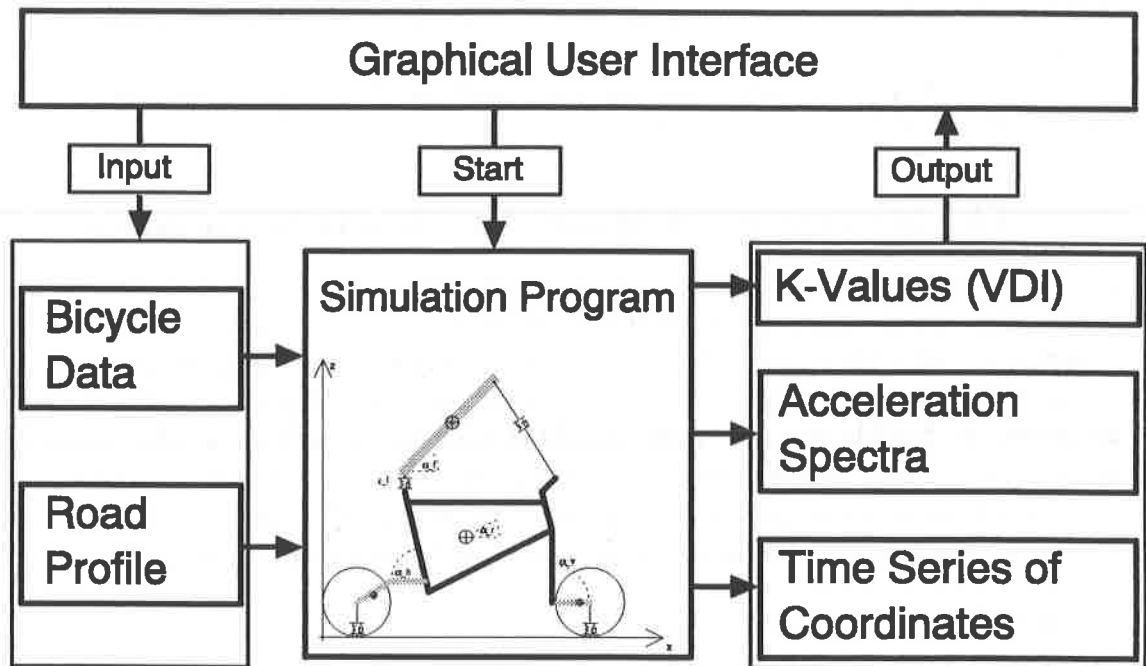 Graphical User Interface
Input
Start
Output
Bicycle
Data
Road
Profile
Simulation Program
z
x
K-Values (VDI)
Acceleration
Spectra
Time Series of
Coordinates